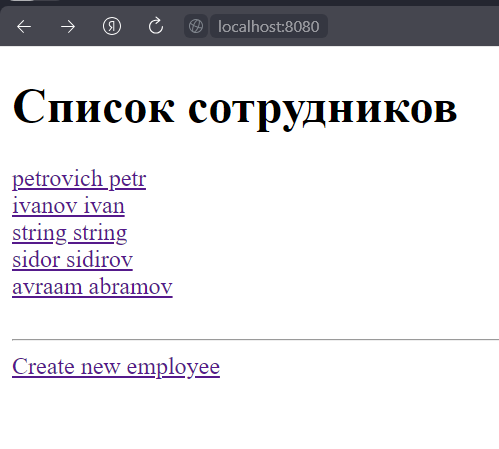 localhost:8080
Список сотрудников
petrovich petr
ivanov ivan
string string
sidor sidirov
avraam abramov
Create new employee